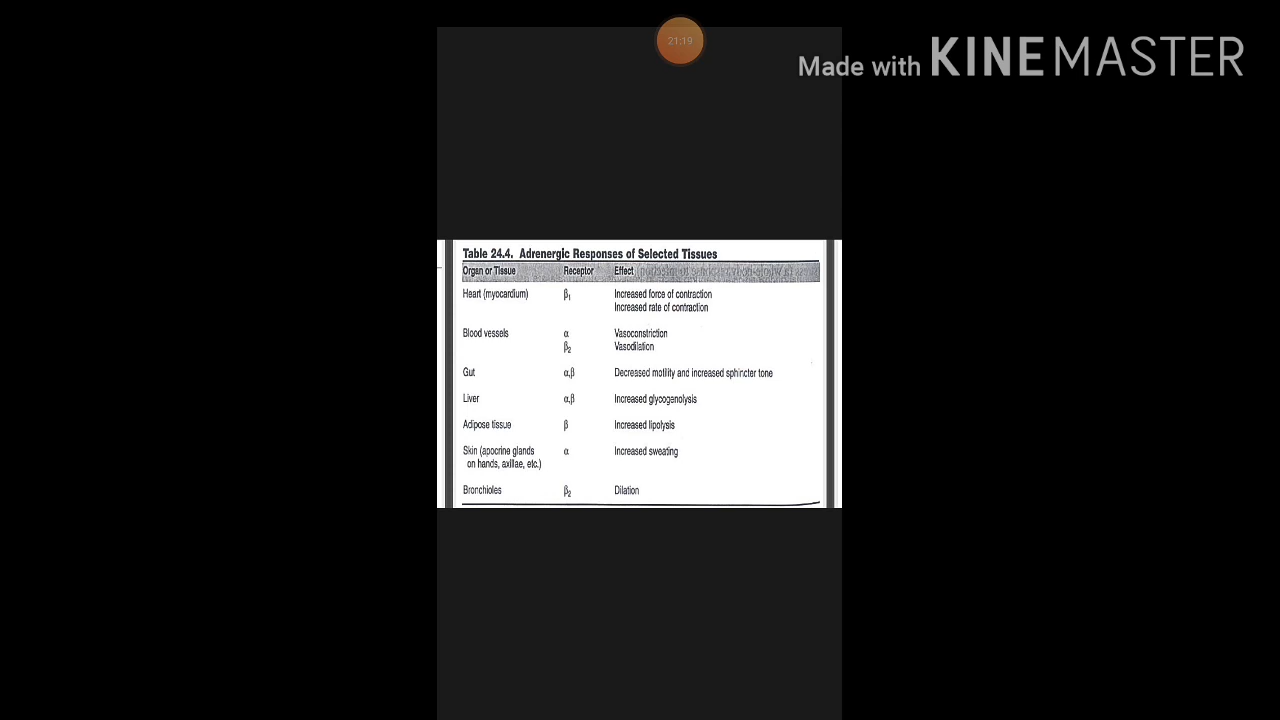 21:19
Made with KINEMASTER
Table 24.4. Adrenergic Responses of Selected Tissues
Organ or Tissue Receptor Effect
Heart (myocardium) β1 Increased force of contraction
Increased rate of contraction
Blood vessels α Vasoconstriction
β2 Vasodilation
Gut α,β Decreased motility and increased sphincter tone
Liver α,β Increased glycogenolysis
Adipose tissue β Increased lipolysis
Skin (apocrine glands α Increased sweating
on hands, axillae, etc.)
Bronchioles β2 Dilation